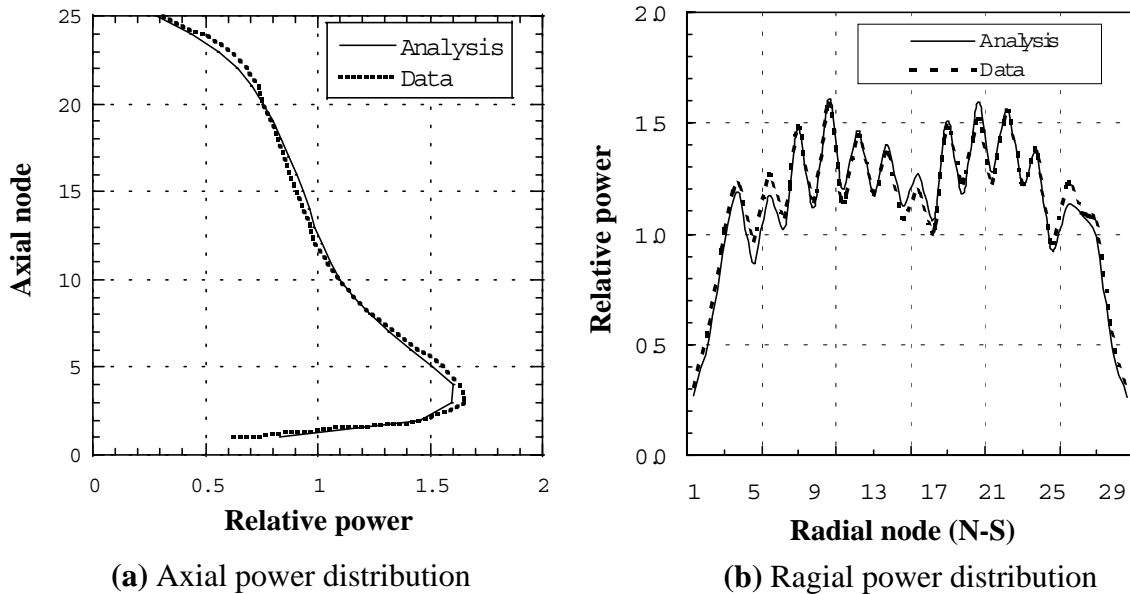 25
20
15
10
5
0
Axial node
0 0.5 1 1.5 2
Relative power
Analysis
Data
(a) Axial power distribution
2.0
1.5
1.0
0.5
0.0
Relative power
1 5 9 13 17 21 25 29
Radial node (N-S)
Analysis
Data
(b) Ragial power distribution